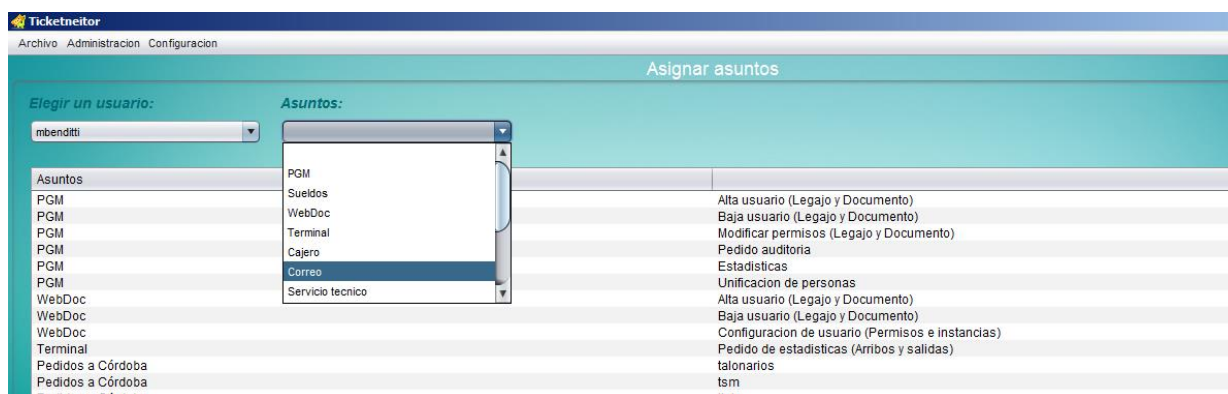 Ticketneitor
Archivo Administracion Configuracion
Asignar asuntos
Elegir un usuario: Asuntos:
mbenditti
PGM
Sueldos
WebDoc
Terminal
Cajero
Correo
Servicio tecnico
Asuntos
PGM Alta usuario (Legajo y Documento)
PGM Baja usuario (Legajo y Documento)
PGM Modificar permisos (Legajo y Documento)
PGM Pedido auditoria
PGM Estadisticas
PGM Unificacion de personas
WebDoc Alta usuario (Legajo y Documento)
WebDoc Baja usuario (Legajo y Documento)
WebDoc Configuracion de usuario (Permisos e instancias)
Terminal Pedido de estadisticas (Arribos y salidas)
Pedidos a Córdoba talonarios
Pedidos a Córdoba tsm